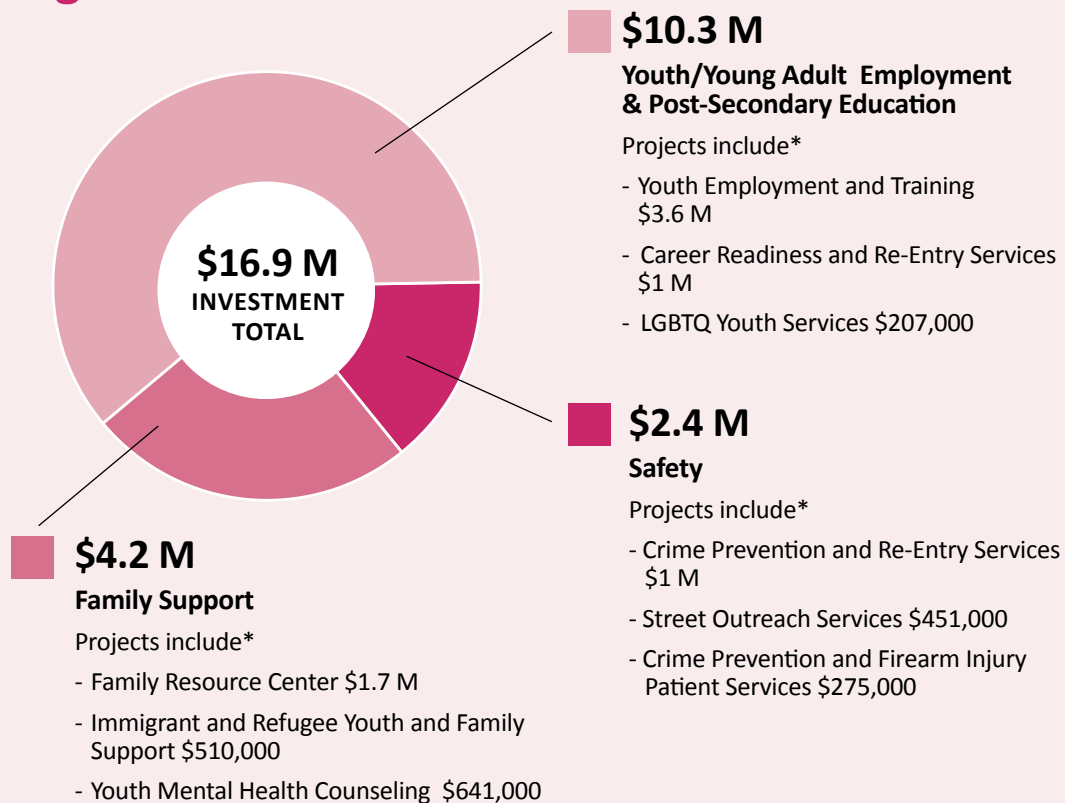 $16.9 M
INVESTMENT
TOTAL
$10.3 M
Youth/Young Adult Employment
& Post-Secondary Education
Projects include*
- Youth Employment and Training
$3.6 M
- Career Readiness and Re-Entry Services
$1 M
- LGBTQ Youth Services $207,000
$2.4 M
Safety
Projects include*
- Crime Prevention and Re-Entry Services
$1 M
- Street Outreach Services $451,000
- Crime Prevention and Firearm Injury
Patient Services $275,000
$4.2 M
Family Support
Projects include*
- Family Resource Center $1.7 M
- Immigrant and Refugee Youth and Family
Support $510,000
- Youth Mental Health Counseling $641,000